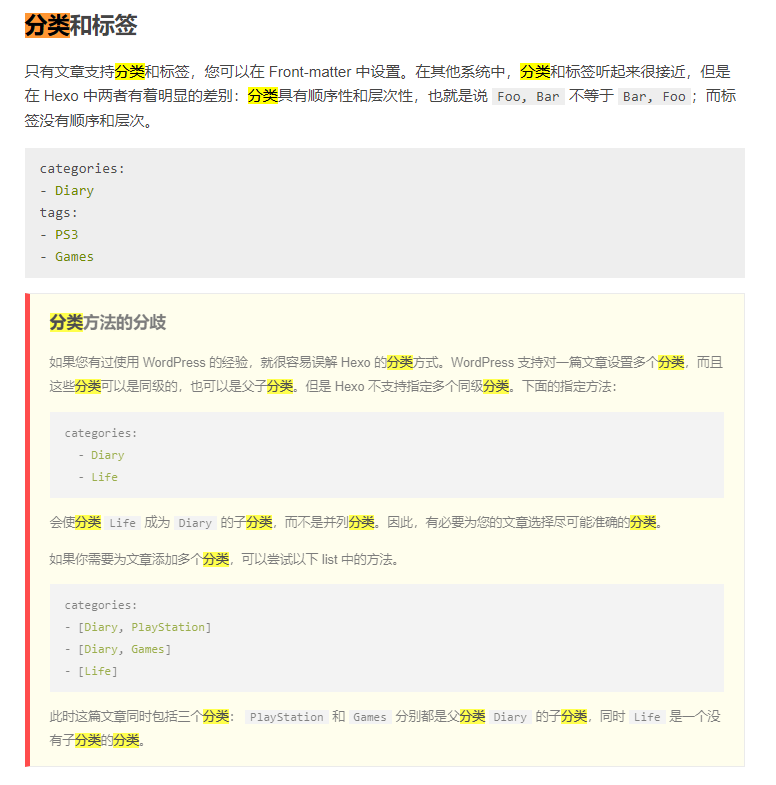 分类和标签
只有文章支持分类和标签，您可以在 Front-matter 中设置。在其他系统中，分类和标签听起来很接近，但是
在 Hexo 中两者有着明显的差别：分类具有顺序性和层次性，也就是说 Foo, Bar 不等于 Bar, Foo；而标
签没有顺序和层次。
categories:
- Diary
tags:
- PS3
- Games
分类方法的分歧
如果您有过使用 WordPress 的经验，就很容易误解 Hexo 的分类方式。WordPress 支持对一篇文章设置多个分类，而且
这些分类可以是同级的，也可以是父子分类。但是 Hexo 不支持指定多个同级分类。下面的指定方法：
categories:
  - Diary
  - Life
会使分类 Life 成为 Diary 的子分类，而不是并列分类。因此，有必要为您的文章选择尽可能准确的分类。
如果你需要为文章添加多个分类，可以尝试以下 list 中的方法。
categories:
- [Diary, PlayStation]
- [Diary, Games]
- [Life]
此时这篇文章同时包括三个分类： PlayStation 和 Games 分别都是父分类 Diary 的子分类，同时 Life 是一个没
有子分类的分类。